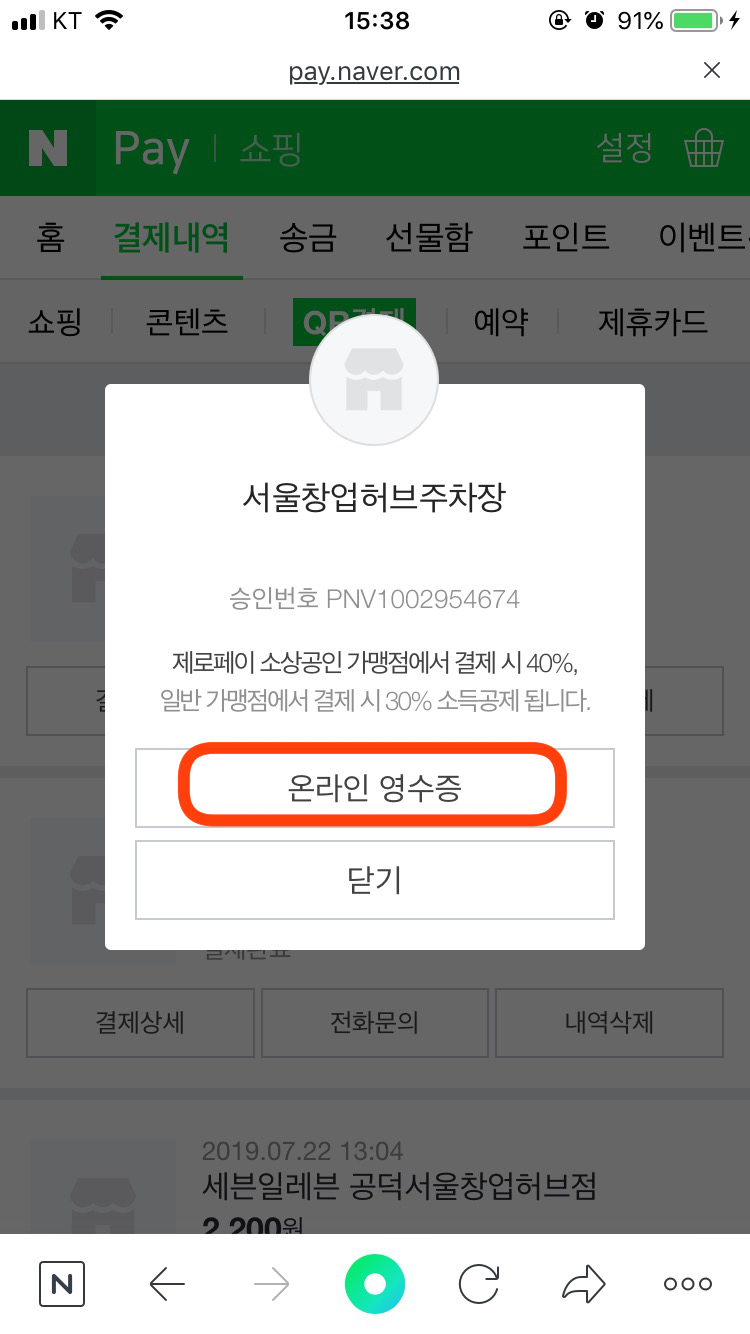 KT
15:38
91%
pay.naver.com
N Pay 쇼핑 설정
홈 결제내역 송금 선물함 포인트 이벤트
쇼핑 콘텐츠 예약 제휴카드
서울창업허브주차장
승인번호 PNV1002954674
제로페이 소상공인 가맹점에서 결제 시 40%,
일반 가맹점에서 결제 시 30% 소득공제 됩니다.
온라인 영수증
닫기
결제상세 전화문의 내역삭제
2019.07.22 13:04
세븐일레븐 공덕서울창업허브점
2,200원
N